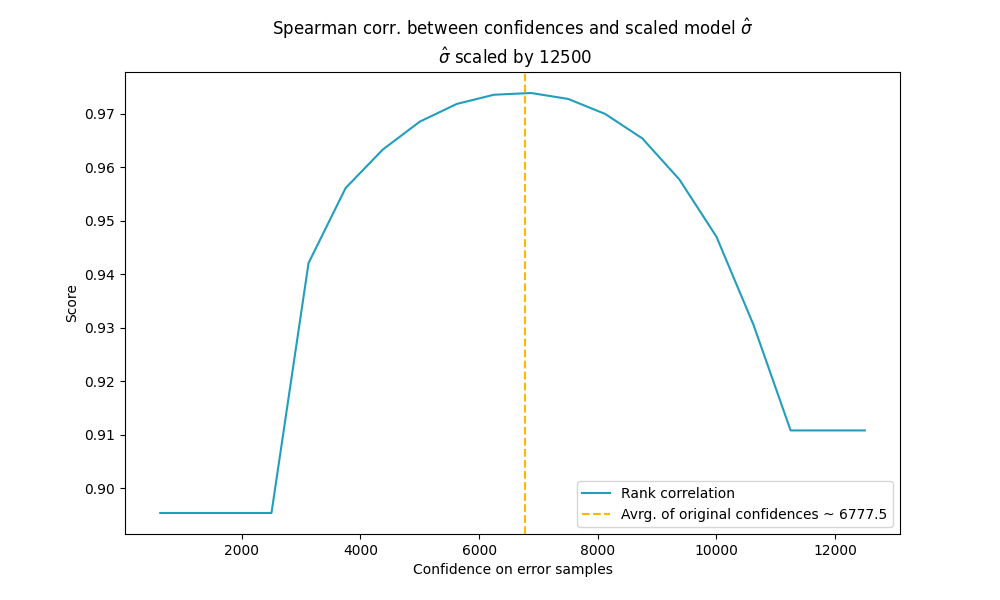 Spearman corr. between confidences and scaled model σ̂
σ̂ scaled by 12500
0.97
0.96
0.95
0.94
0.93
0.92
0.91
0.90
Score
2000 4000 6000 8000 10000 12000
Confidence on error samples
Rank correlation
Avrg. of original confidences ~ 6777.5